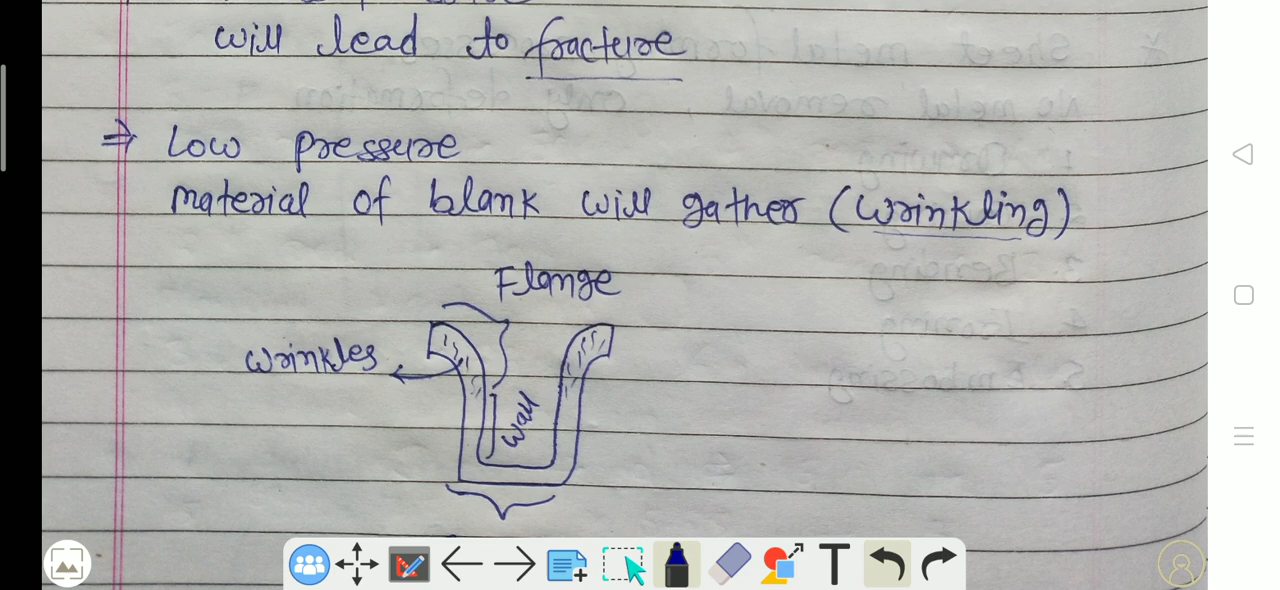 will lead to fracture
⇒ Low pressure
material of blank will gather (wrinkling)
Flange
wrinkles
wall